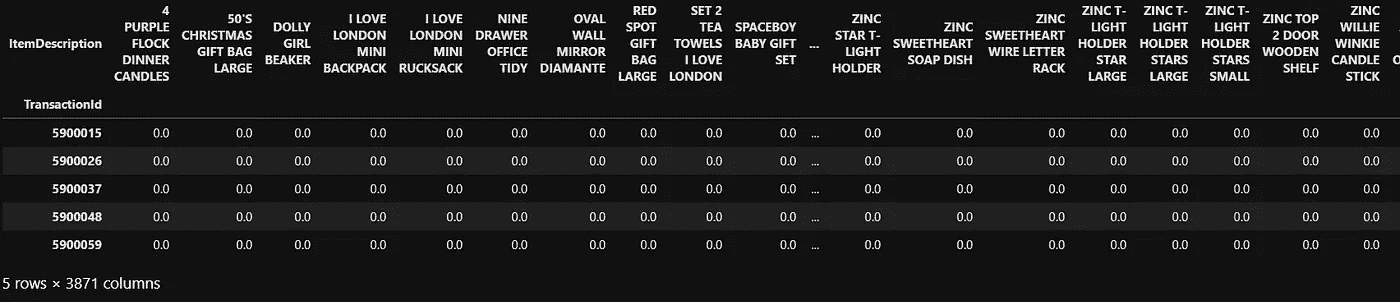 ItemDescription
4
PURPLE
FLOCK
DINNER
CANDLES
50'S
CHRISTMAS
GIFT BAG
LARGE
DOLLY
GIRL
BEAKER
I LOVE
LONDON
MINI
BACKPACK
I LOVE
LONDON
MINI
RUCKSACK
NINE
DRAWER
OFFICE
TIDY
OVAL
WALL
MIRROR
DIAMANTE
RED
SPOT
GIFT
BAG
LARGE
SET 2
TEA
TOWELS
I LOVE
LONDON
SPACEBOY
BABY GIFT
SET
...
ZINC
STAR T-
LIGHT
HOLDER
ZINC
SWEETHEART
SOAP DISH
ZINC
SWEETHEART
WIRE LETTER
RACK
ZINC T-
LIGHT
HOLDER
STAR
LARGE
ZINC T-
LIGHT
HOLDER
STARS
LARGE
ZINC T-
LIGHT
HOLDER
STARS
SMALL
ZINC TOP
2 DOOR
WOODEN
SHELF
ZINC
WILLIE
WINKIE
CANDLE
STICK
TransactionId
5900015 0.0 0.0 0.0 0.0 0.0 0.0 0.0 0.0 0.0 0.0 ... 0.0 0.0 0.0 0.0 0.0 0.0 0.0 0.0
5900026 0.0 0.0 0.0 0.0 0.0 0.0 0.0 0.0 0.0 0.0 ... 0.0 0.0 0.0 0.0 0.0 0.0 0.0 0.0
5900037 0.0 0.0 0.0 0.0 0.0 0.0 0.0 0.0 0.0 0.0 ... 0.0 0.0 0.0 0.0 0.0 0.0 0.0 0.0
5900048 0.0 0.0 0.0 0.0 0.0 0.0 0.0 0.0 0.0 0.0 ... 0.0 0.0 0.0 0.0 0.0 0.0 0.0 0.0
5900059 0.0 0.0 0.0 0.0 0.0 0.0 0.0 0.0 0.0 0.0 ... 0.0 0.0 0.0 0.0 0.0 0.0 0.0 0.0
5 rows × 3871 columns